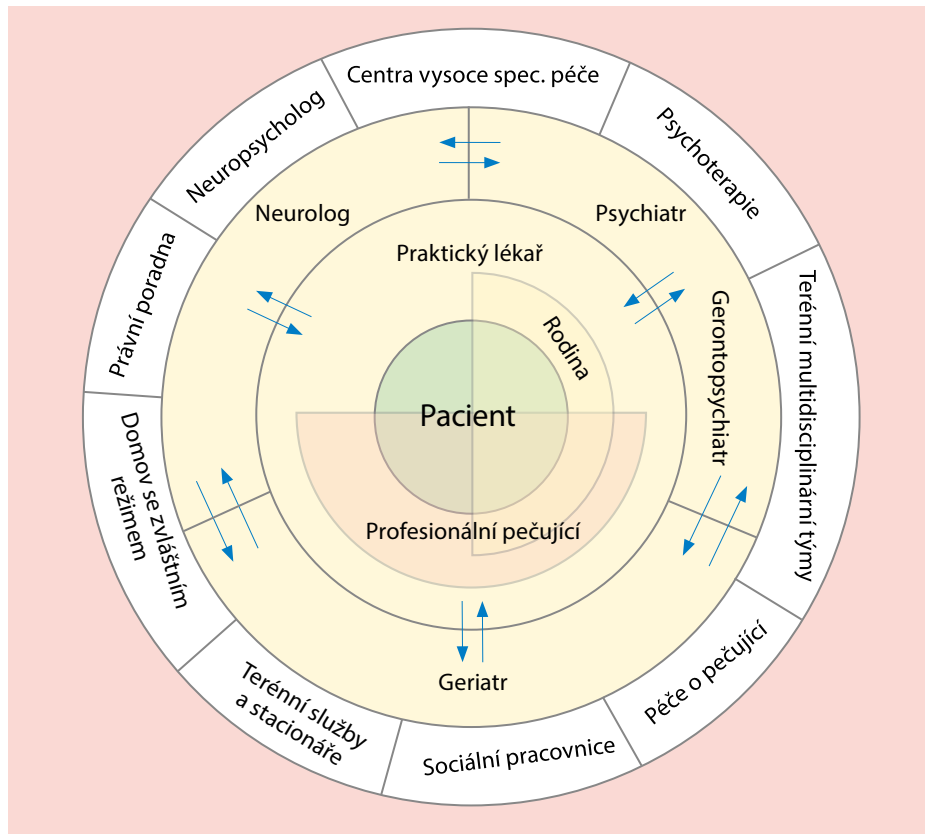 Centra vysoce spec. péče
Psychoterapie
Terénní multidisciplinární týmy
Péče o pečující
Sociální pracovnice
Terénní služby
a stacionáře
Domov se zvláštním
režimem
Právní poradna
Neuropsycholog
Neurolog
Psychiatr
Gerontopsychiatr
Geriatr
Praktický lékař
Rodina
Pacient
Profesionální pečující